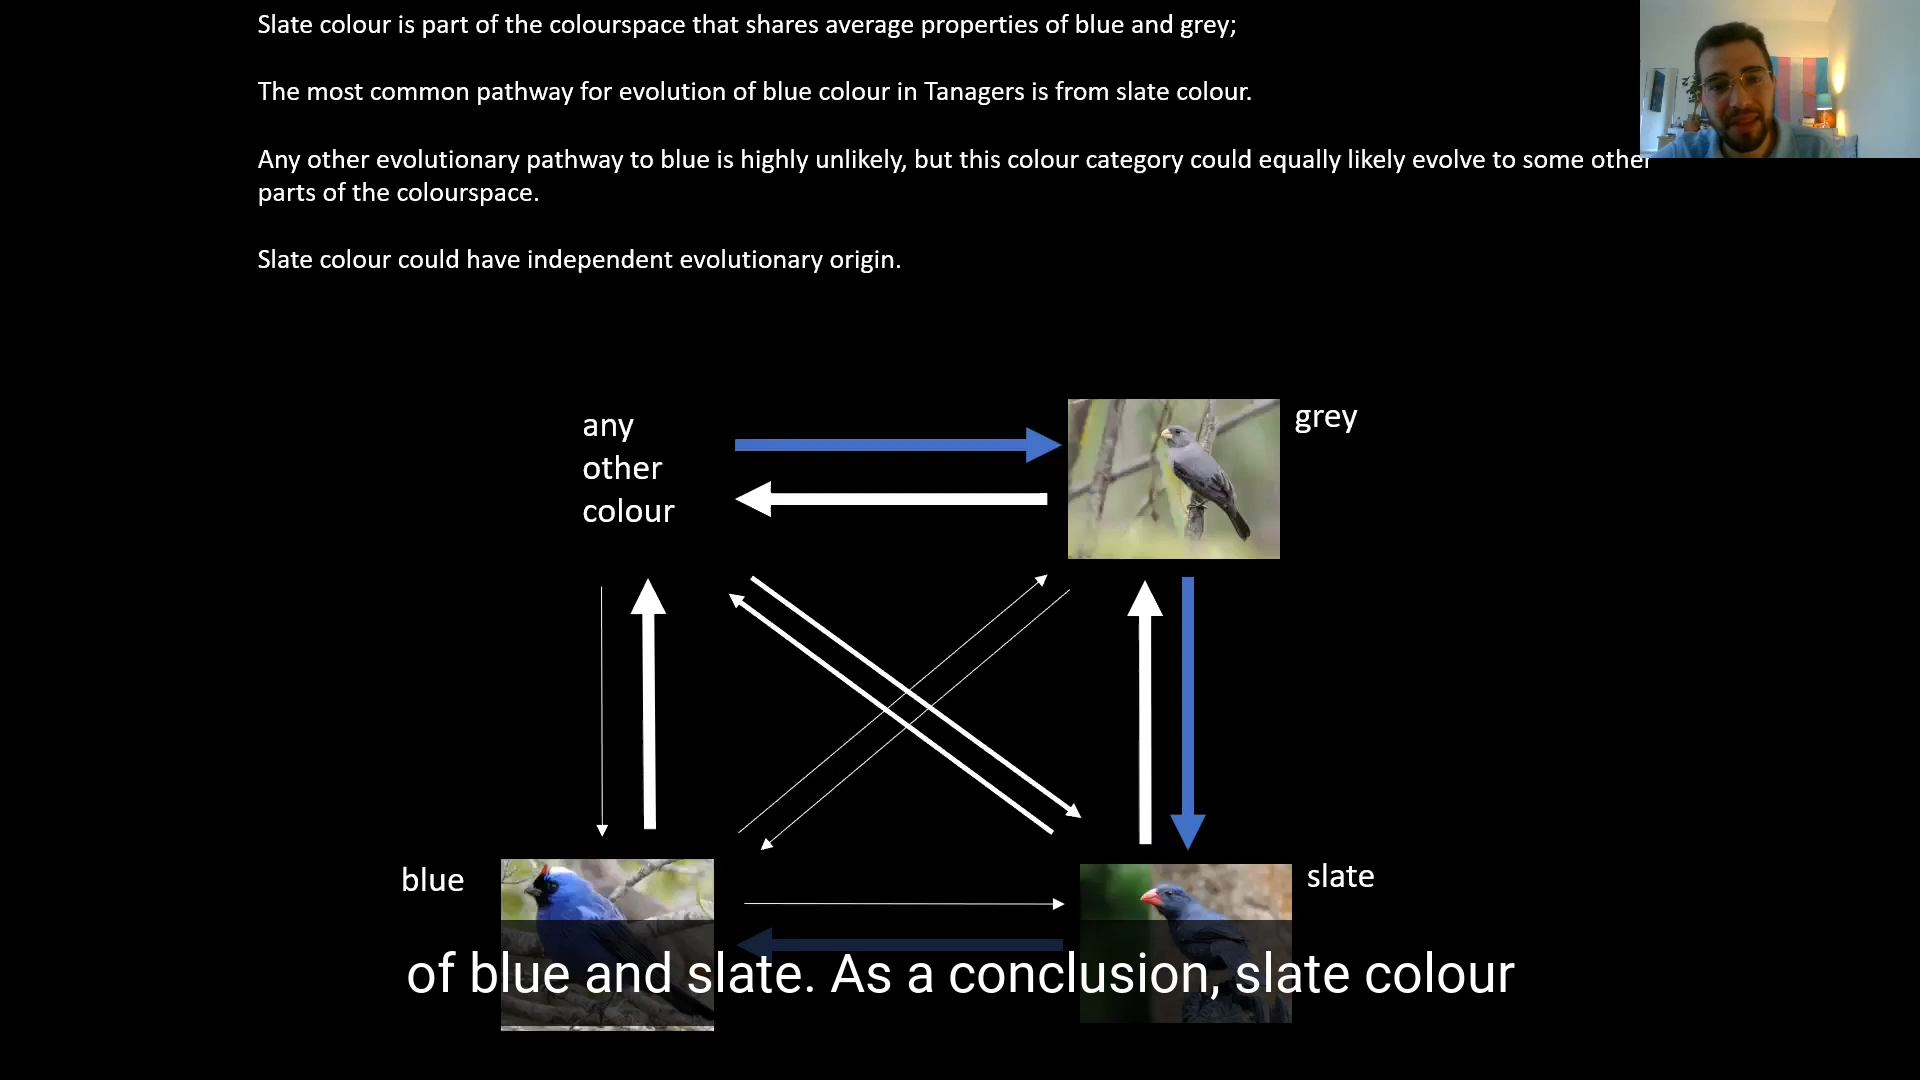 Slate colour is part of the colourspace that shares average properties of blue and grey;
The most common pathway for evolution of blue colour in Tanagers is from slate colour.
Any other evolutionary pathway to blue is highly unlikely, but this colour category could equally likely evolve to some other
parts of the colourspace.
Slate colour could have independent evolutionary origin.
any
other
colour
grey
blue
slate
of blue and slate. As a conclusion, slate colour